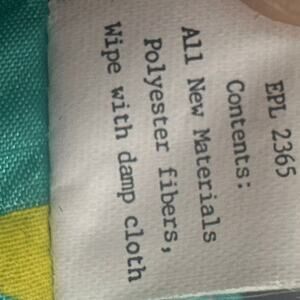 EPL 2365
Contents:
All New Materials
Polyester fibers,
Wipe with damp cloth